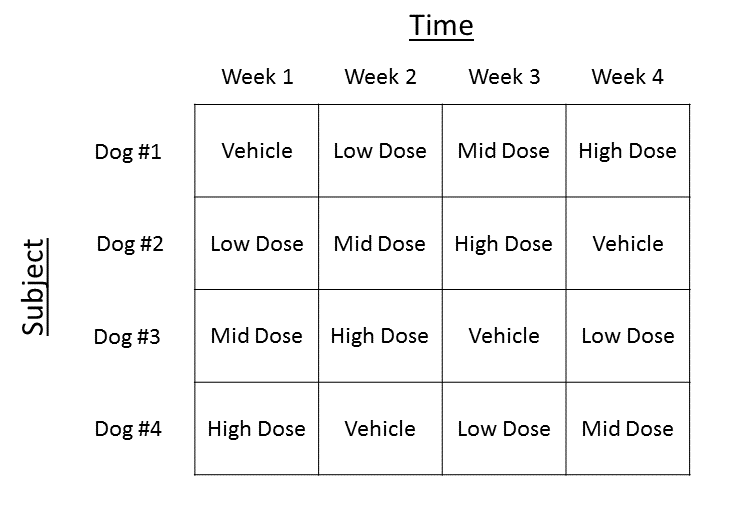 Time
Week 1 Week 2 Week 3 Week 4
Subject
Dog #1 Vehicle Low Dose Mid Dose High Dose
Dog #2 Low Dose Mid Dose High Dose Vehicle
Dog #3 Mid Dose High Dose Vehicle Low Dose
Dog #4 High Dose Vehicle Low Dose Mid Dose